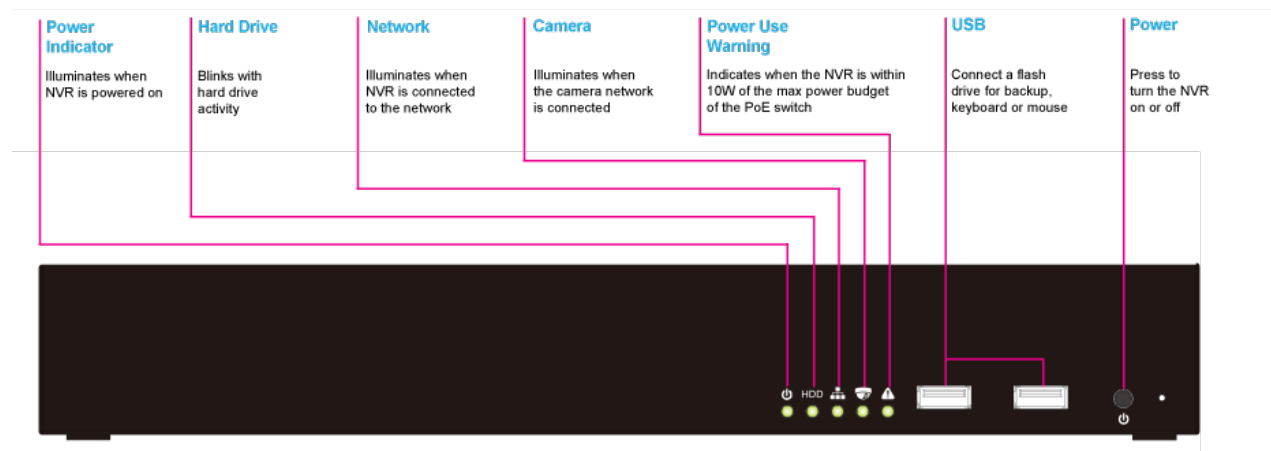 Power
Indicator
Illuminates when
NVR is powered on
Hard Drive
Blinks with
hard drive
activity
Network
Illuminates when
NVR is connected
to the network
Camera
Illuminates when
the camera network
is connected
Power Use
Warning
Indicates when the NVR is within
10W of the max power budget
of the PoE switch
USB
Connect a flash
drive for backup,
keyboard or mouse
Power
Press to
turn the NVR
on or off
HDD